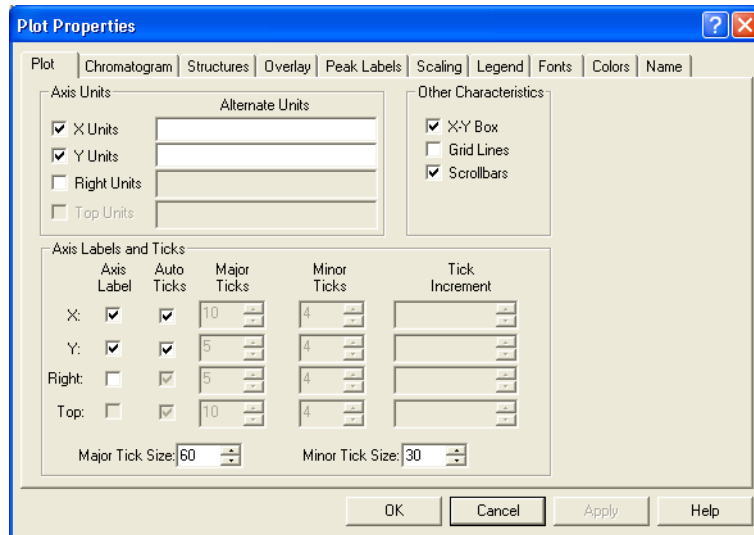 Plot Properties
Plot Chromatogram Structures Overlay Peak Labels Scaling Legend Fonts Colors Name
Axis Units
Alternate Units
X Units
Y Units
Right Units
Top Units
Other Characteristics
X-Y Box
Grid Lines
Scrollbars
Axis Labels and Ticks
Axis Label Auto Ticks Major Ticks Minor Ticks Tick Increment
X: 10 4
Y: 5 4
Right: 5 4
Top: 10 4
Major Tick Size: 60 Minor Tick Size: 30
OK Cancel Apply Help